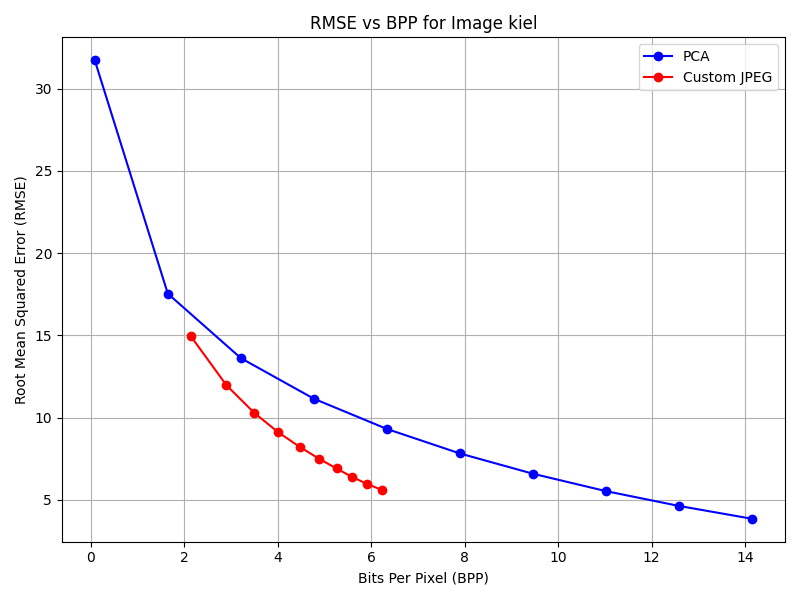 RMSE vs BPP for Image kiel
PCA
Custom JPEG
Root Mean Squared Error (RMSE)
30
25
20
15
10
5
0 2 4 6 8 10 12 14
Bits Per Pixel (BPP)